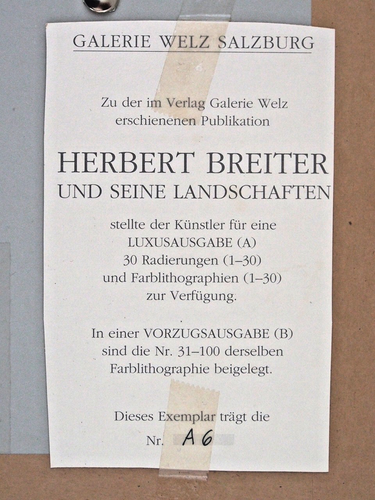 GALERIE WELZ SALZBURG
Zu der im Verlag Galerie Welz
erschienenen Publikation
HERBERT BREITER
UND SEINE LANDSCHAFTEN
stellte der Künstler für eine
LUXUSAUSGABE (A)
30 Radierungen (1–30)
und Farblithographien (1–30)
zur Verfügung.
In einer VORZUGSAUSGABE (B)
sind die Nr. 31–100 derselben
Farblithographie beigelegt.
Dieses Exemplar trägt die
Nr. A6